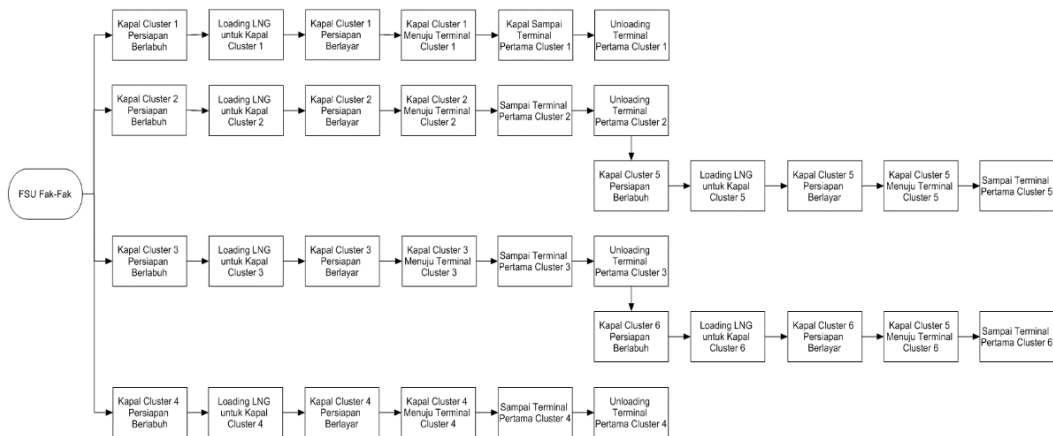 Kapal Cluster 1
Persiapan
Berlabuh
Loading LNG
untuk Kapal
Cluster 1
Kapal Cluster 1
Persiapan
Berlayar
Kapal Cluster 1
Menuju Terminal
Cluster 1
Kapal Sampai
Terminal
Pertama Cluster 1
Unloading
Terminal
Pertama Cluster 1
Kapal Cluster 2
Persiapan
Berlabuh
Loading LNG
untuk Kapal
Cluster 2
Kapal Cluster 2
Persiapan
Berlayar
Kapal Cluster 2
Menuju Terminal
Cluster 2
Sampai Terminal
Pertama Cluster 2
Unloading
Terminal
Pertama Cluster 2
FSU Fak-Fak
Kapal Cluster 5
Persiapan
Berlabuh
Loading LNG
untuk Kapal
Cluster 5
Kapal Cluster 5
Persiapan
Berlayar
Kapal Cluster 5
Menuju Terminal
Cluster 5
Sampai Terminal
Pertama Cluster 5
Kapal Cluster 3
Persiapan
Berlabuh
Loading LNG
untuk Kapal
Cluster 3
Kapal Cluster 3
Persiapan
Berlayar
Kapal Cluster 3
Menuju Terminal
Cluster 3
Sampai Terminal
Pertama Cluster 3
Unloading
Terminal
Pertama Cluster 3
Kapal Cluster 6
Persiapan
Berlabuh
Loading LNG
untuk Kapal
Cluster 6
Kapal Cluster 6
Persiapan
Berlayar
Kapal Cluster 5
Menuju Terminal
Cluster 6
Sampai Terminal
Pertama Cluster 6
Kapal Cluster 4
Persiapan
Berlabuh
Loading LNG
untuk Kapal
Cluster 4
Kapal Cluster 4
Persiapan
Berlayar
Kapal Cluster 4
Menuju Terminal
Cluster 4
Sampai Terminal
Pertama Cluster 4
Unloading
Terminal
Pertama Cluster 4